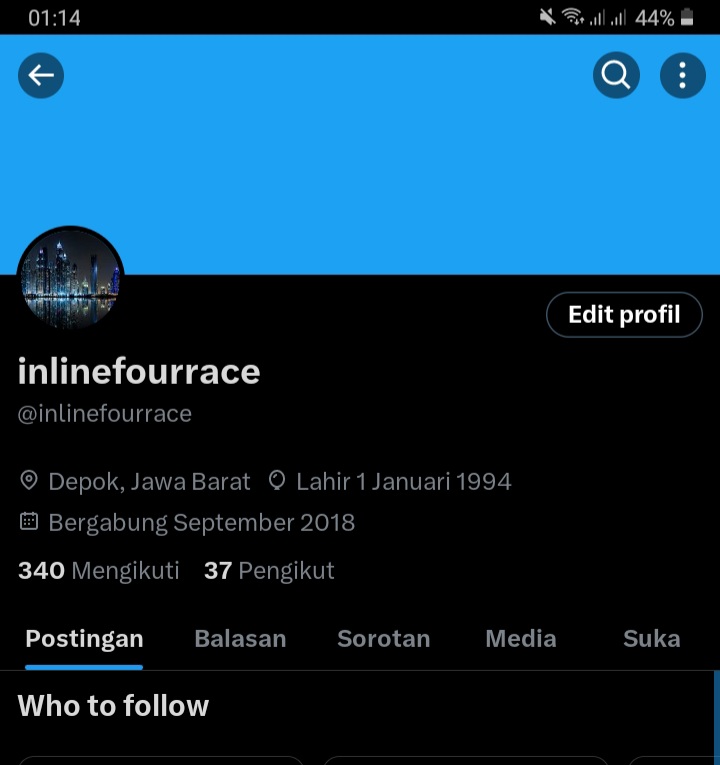 01:14 44%
Edit profil
inlinefourrace
@inlinefourrace
Depok, Jawa Barat Lahir 1 Januari 1994
Bergabung September 2018
340 Mengikuti 37 Pengikut
Postingan Balasan Sorotan Media Suka
Who to follow